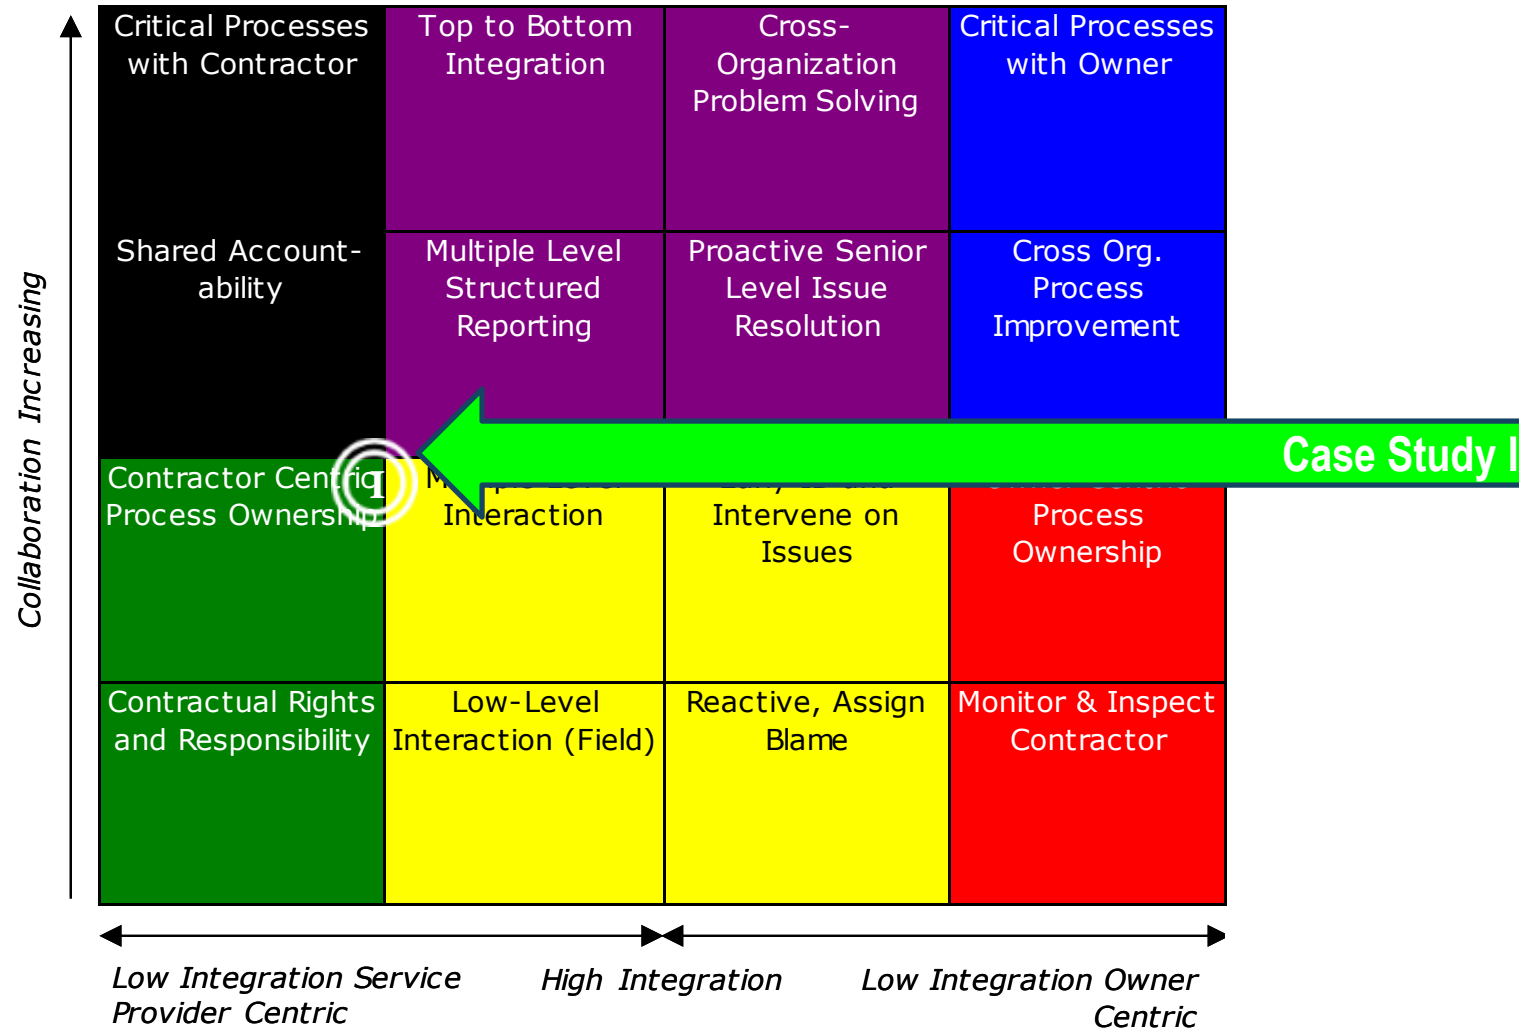 Critical Processes
with Contractor
Top to Bottom
Integration
Cross-
Organization
Problem Solving
Critical Processes
with Owner
Shared Account-
ability
Multiple Level
Structured
Reporting
Proactive Senior
Level Issue
Resolution
Cross Org.
Process
Improvement
Case Study I
Contractor Centric
Process Ownership
I
Interaction
Intervene on
Issues
Process
Ownership
Contractual Rights
and Responsibility
Low-Level
Interaction (Field)
Reactive, Assign
Blame
Monitor & Inspect
Contractor
Collaboration Increasing
Low Integration Service
Provider Centric
High Integration
Low Integration Owner
Centric